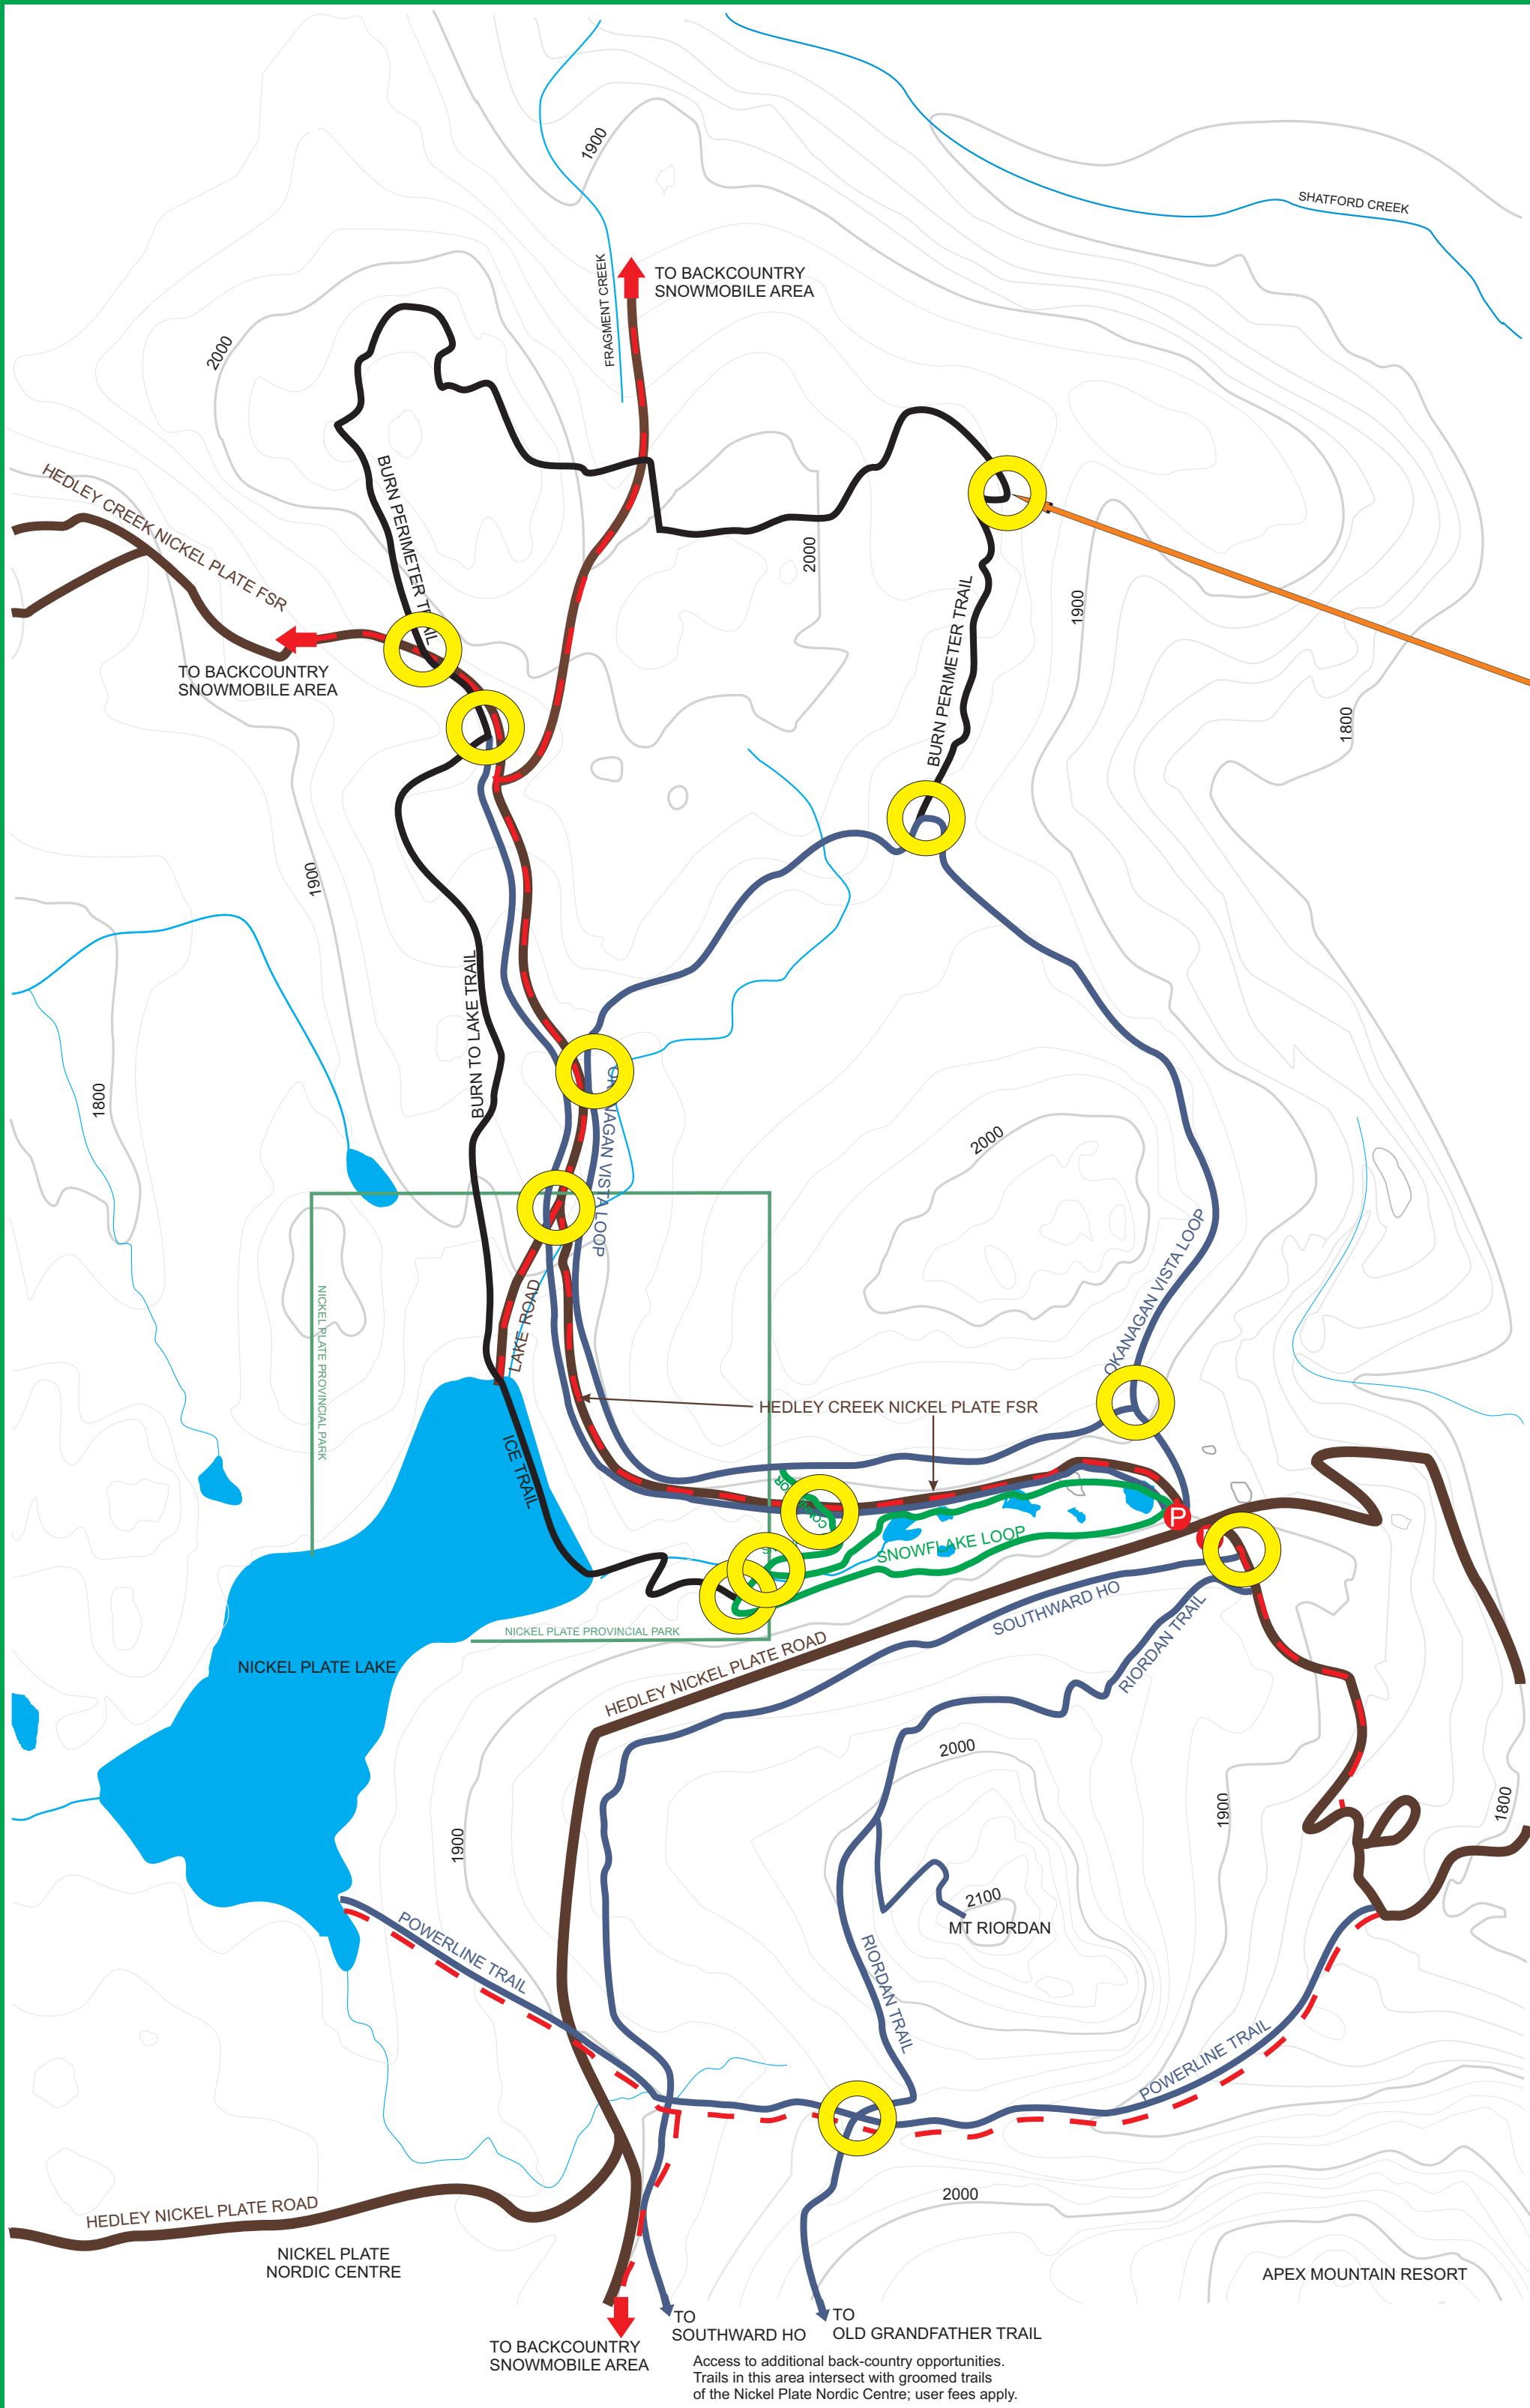 1900
SHATFORD CREEK
FRAGMENT CREEK
TO BACKCOUNTRY
SNOWMOBILE AREA
2000
HEDLEY CREEK NICKEL PLATE FSR
BURN PERIMETER TRAIL
2000
1900
BURN PERIMETER TRAIL
TO BACKCOUNTRY
SNOWMOBILE AREA
1800
1900
BURN TO LAKE TRAIL
1800
OKANAGAN VISTA LOOP
2000
OKANAGAN VISTA LOOP
NICKEL PLATE PROVINCIAL PARK
LAKE ROAD
HEDLEY CREEK NICKEL PLATE FSR
ICE TRAIL
P
SNOWFLAKE LOOP
SOUTHWARD HO
NICKEL PLATE PROVINCIAL PARK
HEDLEY NICKEL PLATE ROAD
RIORDAN TRAIL
NICKEL PLATE LAKE
2000
1900
1900
1800
2100
MT RIORDAN
POWERLINE TRAIL
RIORDAN TRAIL
POWERLINE TRAIL
2000
HEDLEY NICKEL PLATE ROAD
NICKEL PLATE
NORDIC CENTRE
APEX MOUNTAIN RESORT
TO
SOUTHWARD HO
TO
OLD GRANDFATHER TRAIL
TO BACKCOUNTRY
SNOWMOBILE AREA
Access to additional back-country opportunities.
Trails in this area intersect with groomed trails
of the Nickel Plate Nordic Centre; user fees apply.